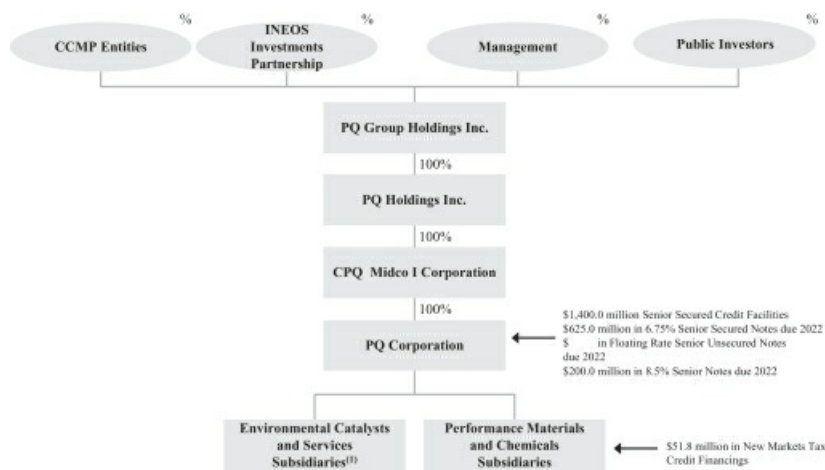 %
%
%
%
CCMP Entities
INEOS
Investments
Partnership
Management
Public Investors
PQ Group Holdings Inc.
100%
PQ Holdings Inc.
100%
CPQ Midco I Corporation
100%
PQ Corporation
$1,400.0 million Senior Secured Credit Facilities
$625.0 million in 6.75% Senior Secured Notes due 2022
$ in Floating Rate Senior Unsecured Notes
due 2022
$200.0 million in 8.5% Senior Notes due 2022
Environmental Catalysts
and Services
Subsidiaries(1)
Performance Materials
and Chemicals
Subsidiaries
$51.8 million in New Markets Tax
Credit Financings